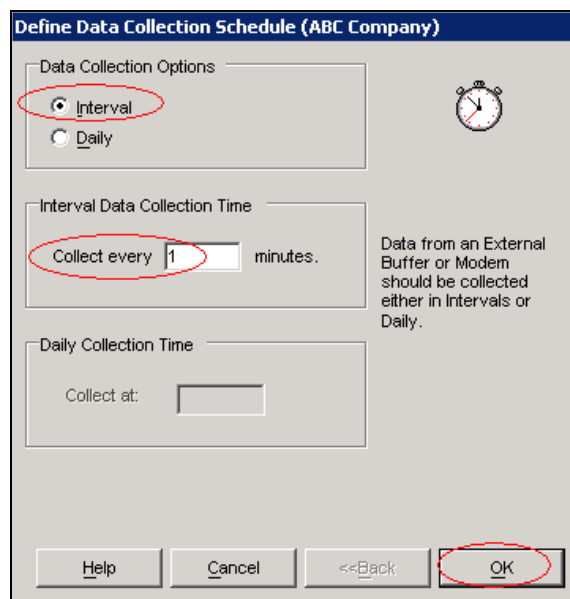 Define Data Collection Schedule (ABC Company)
Data Collection Options
Interval
Daily
Interval Data Collection Time
Collect every 1 minutes.
Data from an External
Buffer or Modem
should be collected
either in Intervals or
Daily.
Daily Collection Time
Collect at:
Help Cancel <<Back OK